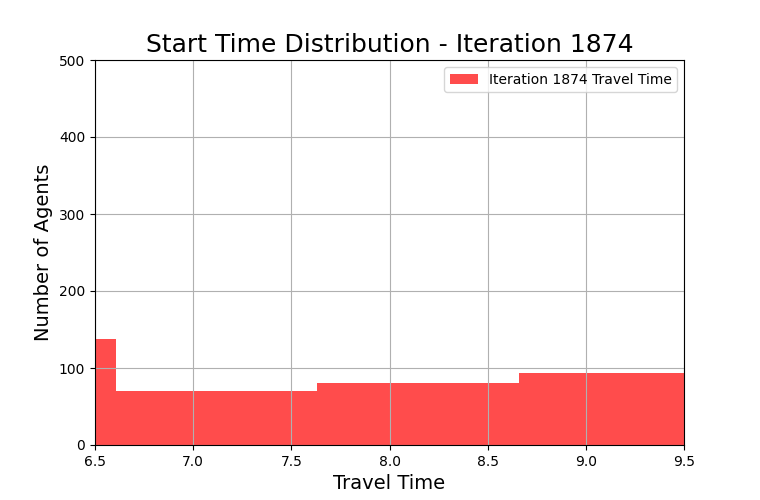 Start Time Distribution - Iteration 1874
Iteration 1874 Travel Time
Number of Agents
500
400
300
200
100
0
6.5 7.0 7.5 8.0 8.5 9.0 9.5
Travel Time